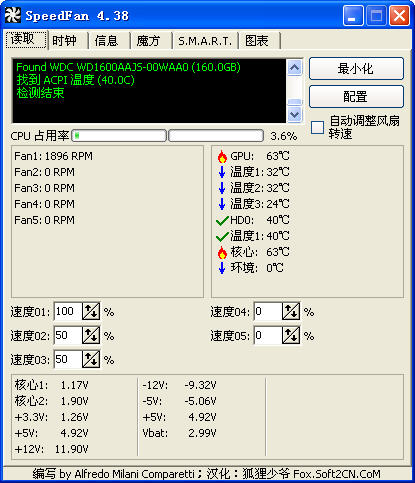 SpeedFan 4.38
读取 时钟 信息 魔方 S.M.A.R.T. 图表
Found WDC WD1600AAJS-00WAA0 (160.0GB)
找到 ACPI 温度 (40.0C)
检测结束
最小化
配置
CPU 占用率 3.6%
自动调整风扇
转速
Fan1: 1896 RPM
Fan2: 0 RPM
Fan3: 0 RPM
Fan4: 0 RPM
Fan5: 0 RPM
GPU: 63℃
温度1: 32℃
温度2: 32℃
温度3: 24℃
HD0: 40℃
温度1: 40℃
核心: 63℃
环境: 0℃
速度01: 100 %
速度02: 50 %
速度03: 50 %
速度04: 0 %
速度05: 0 %
核心1: 1.17V
核心2: 1.90V
+3.3V: 1.26V
+5V: 4.92V
+12V: 11.90V
-12V: -9.32V
-5V: -5.06V
+5V: 4.92V
Vbat: 2.99V
编写 by Alfredo Milani Comparetti；汉化：狐狸少爷 Fox.Soft2CN.CoM